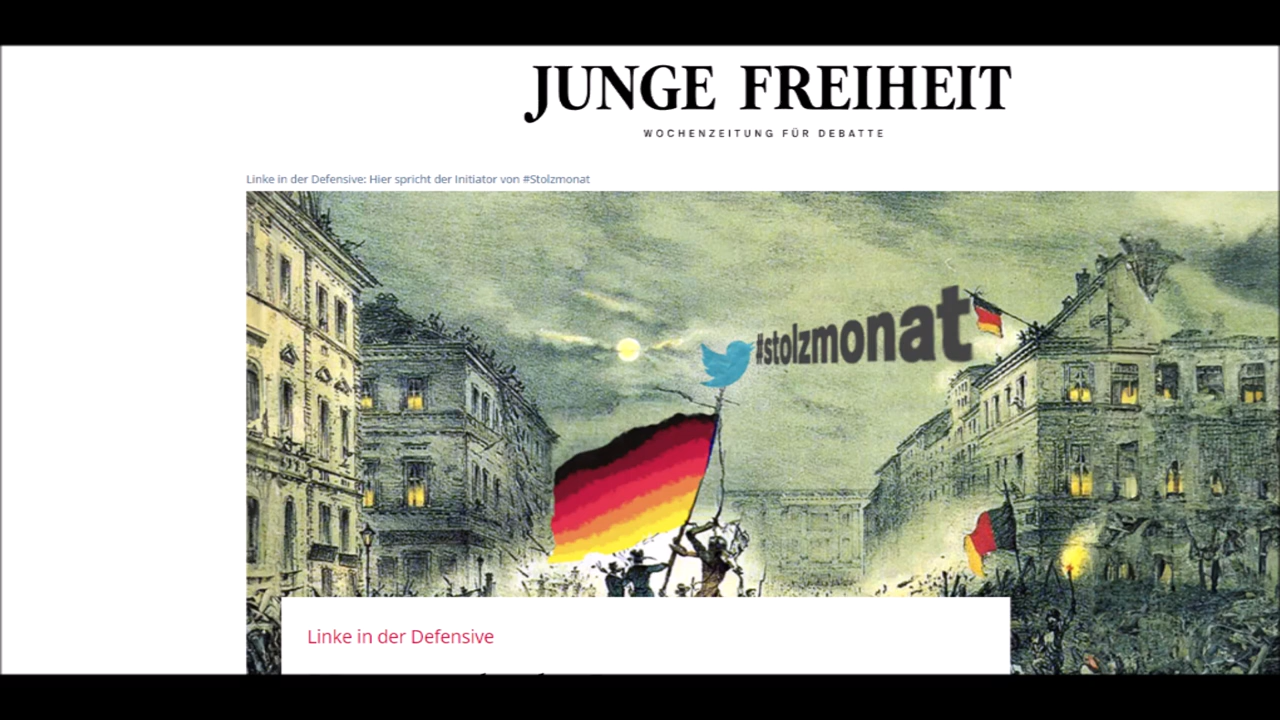 JUNGE FREIHEIT
WOCHENZEITUNG FÜR DEBATTE
Linke in der Defensive: Hier spricht der Initiator von #Stolzmonat
#stolzmonat
Linke in der Defensive